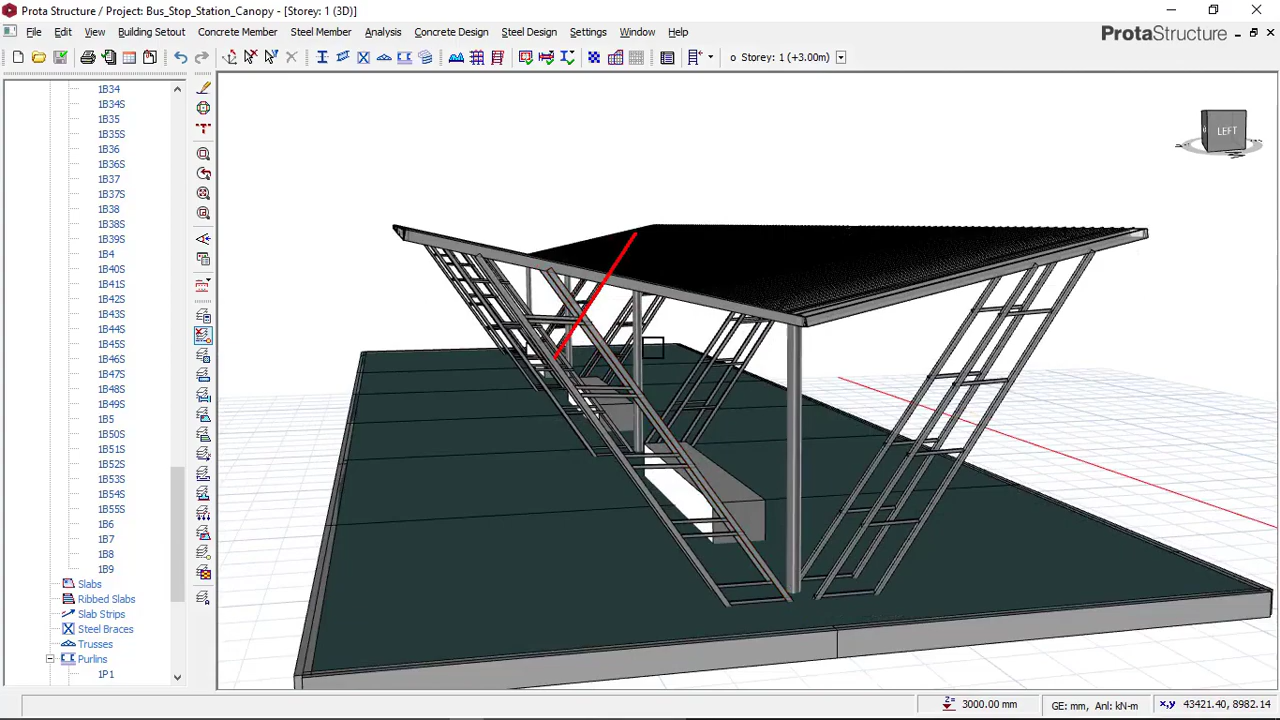 Prota Structure / Project: Bus_Stop_Station_Canopy - [Storey: 1 (3D)]
File Edit View Building Setout Concrete Member Steel Member Analysis Concrete Design Steel Design Settings Window Help
ProtaStructure
o Storey: 1 (+3.00m)
1B34
1B34S
1B35
1B35S
1B36
1B36S
1B37
1B37S
1B38
1B38S
1B39S
1B4
1B40S
1B41S
1B42S
1B43S
1B44S
1B45S
1B46S
1B47S
1B48S
1B49S
1B5
1B50S
1B51S
1B52S
1B53S
1B54S
1B55S
1B6
1B7
1B8
1B9
Slabs
Ribbed Slabs
Slab Strips
Steel Braces
Trusses
Purlins
1P1
LEFT
Z= 3000.00 mm
GE: mm, Anl: kN-m
x,y 43421.40, 8982.14